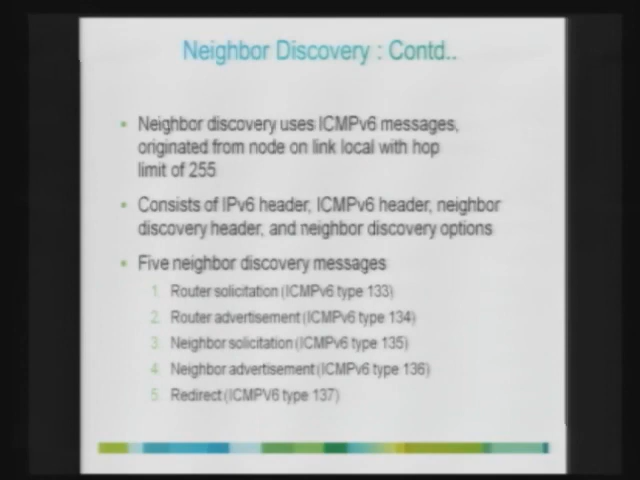 Neighbor Discovery : Contd..
• Neighbor discovery uses ICMPv6 messages,
originated from node on link local with hop
limit of 255
• Consists of IPv6 header, ICMPv6 header, neighbor
discovery header, and neighbor discovery options
• Five neighbor discovery messages
1. Router solicitation (ICMPv6 type 133)
2. Router advertisement (ICMPv6 type 134)
3. Neighbor solicitation (ICMPv6 type 135)
4. Neighbor advertisement (ICMPv6 type 136)
5. Redirect (ICMPV6 type 137)